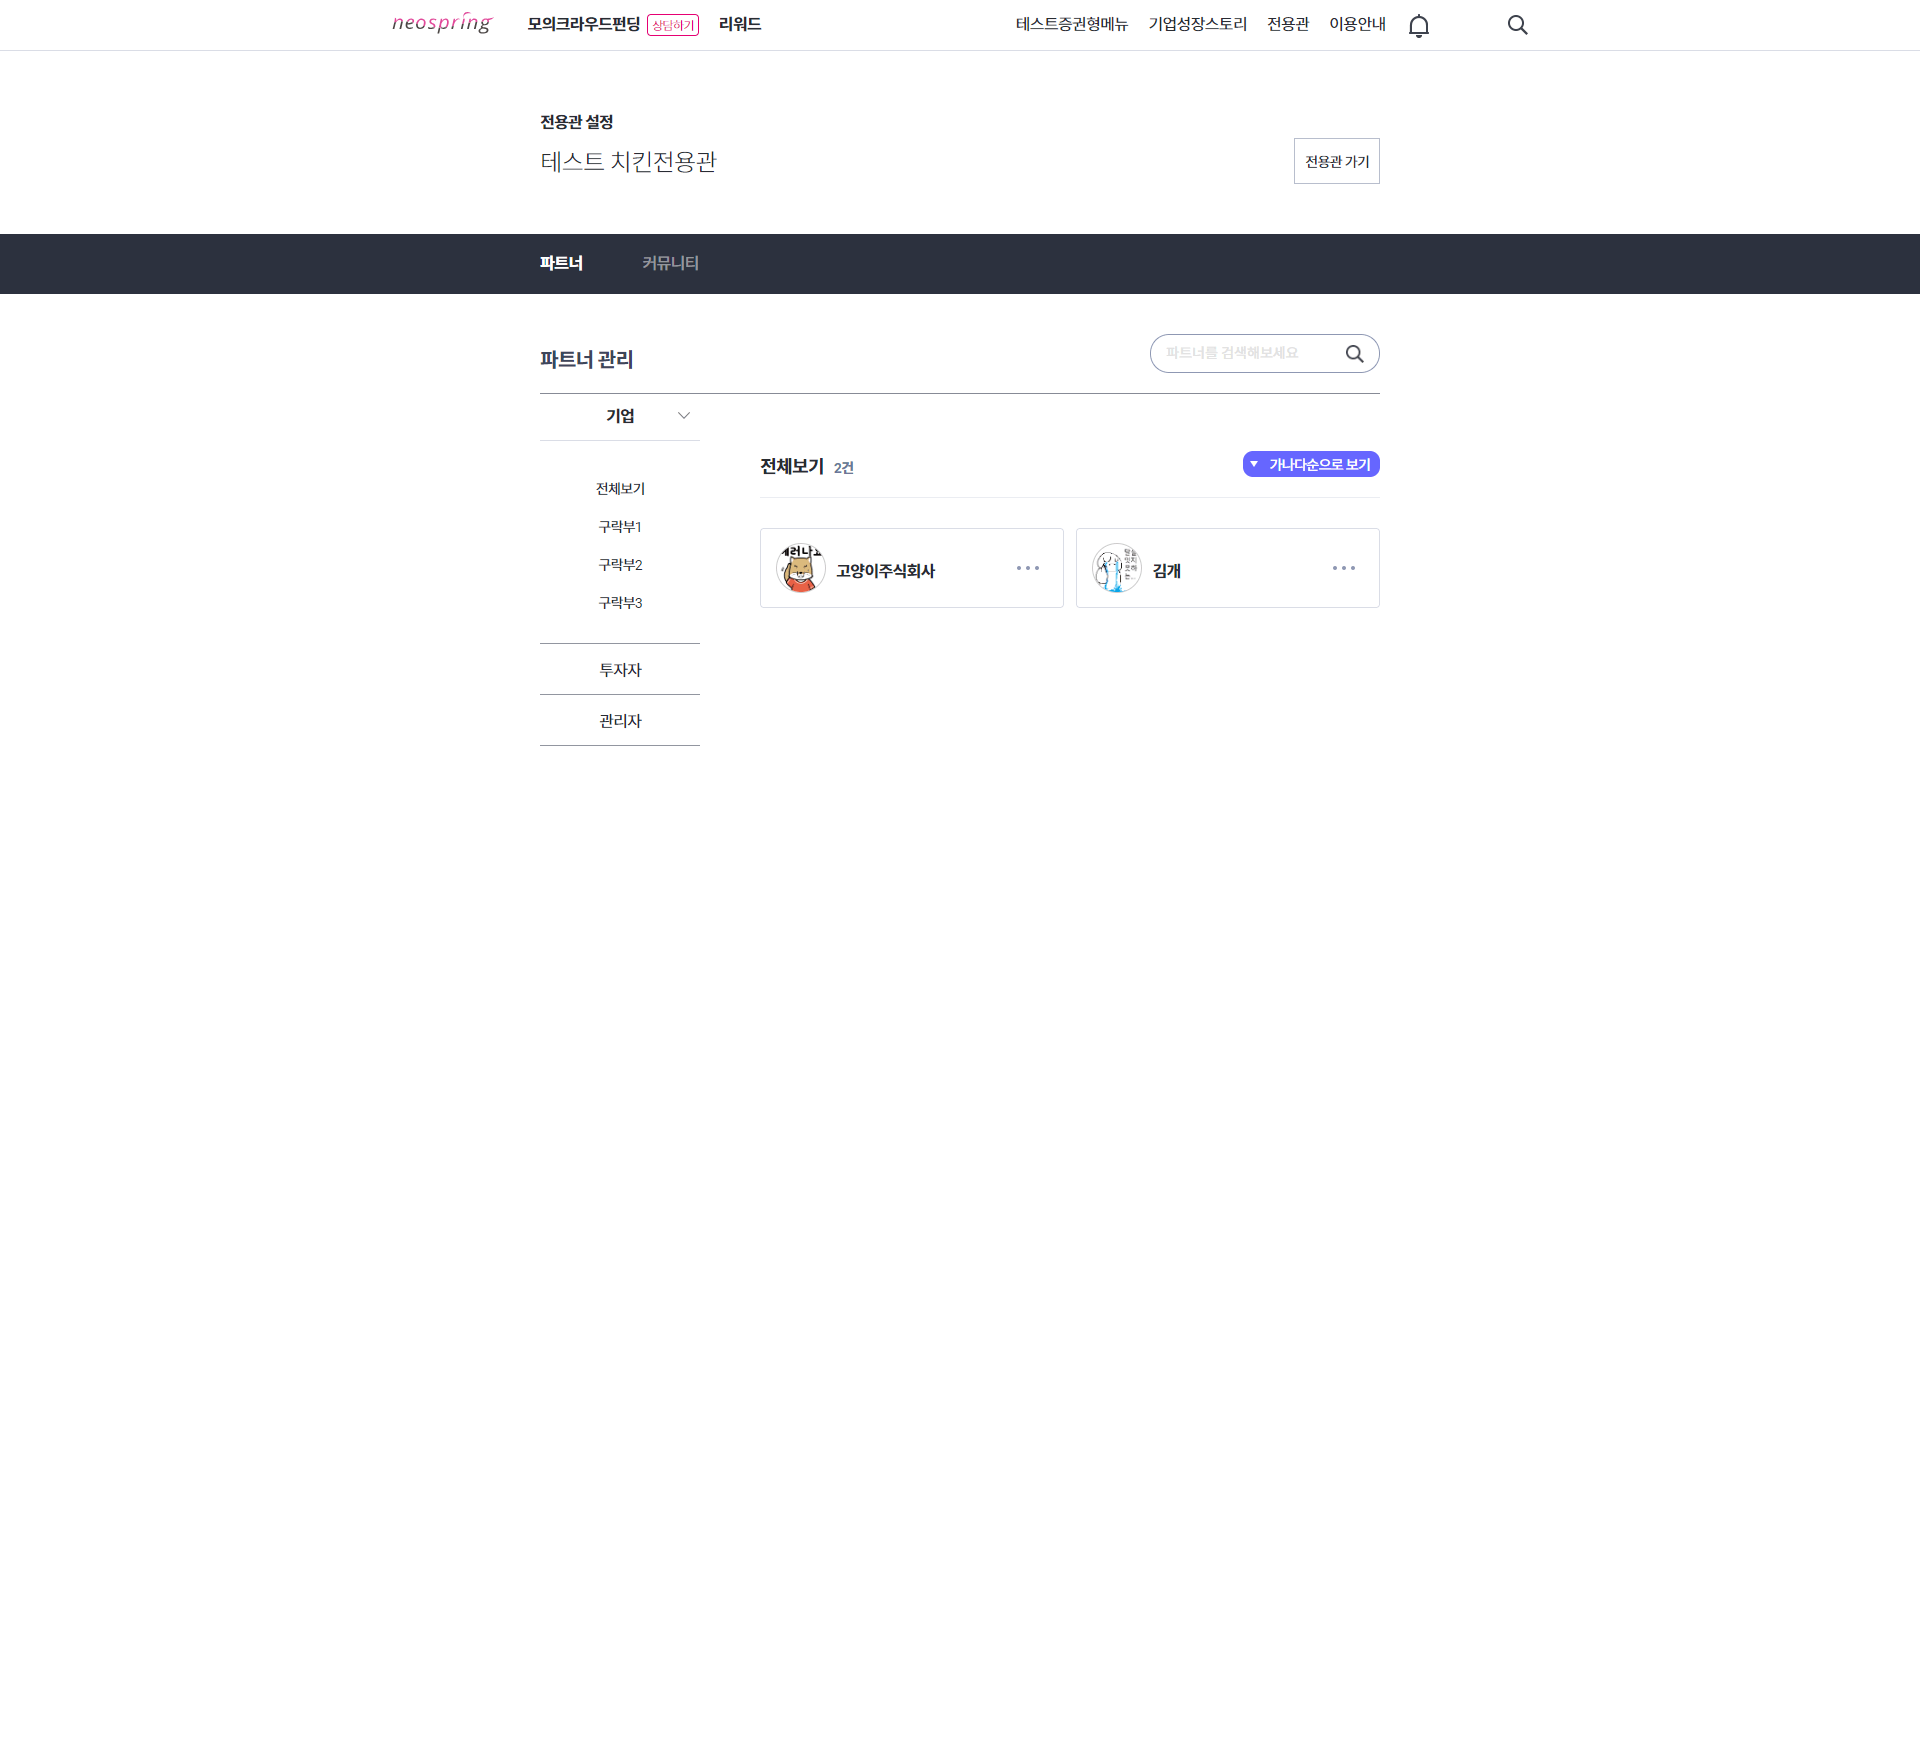 neospring 모의크라우드펀딩 상담하기 리워드 테스트증권형메뉴 기업성장스토리 전용관 이용안내
전용관 설정
테스트 치킨전용관
전용관 가기
파트너 커뮤니티
파트너 관리
파트너를 검색해보세요
기업
전체보기 2건
가나다순으로 보기
전체보기
구락부1
구락부2
구락부3
고양이주식회사
김개
투자자
관리자